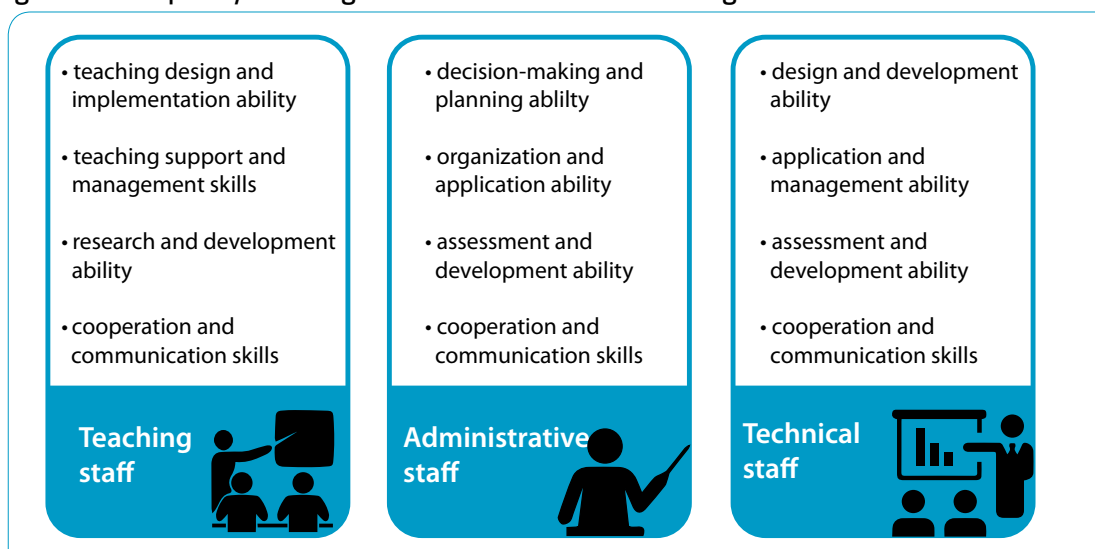 • teaching design and
implementation ability
• teaching support and
management skills
• research and development
ability
• cooperation and
communication skills
Teaching
staff
• decision-making and
planning ablilty
• organization and
application ability
• assessment and
development ability
• cooperation and
communication skills
Administrative
staff
• design and development
ability
• application and
management ability
• assessment and
development ability
• cooperation and
communication skills
Technical
staff